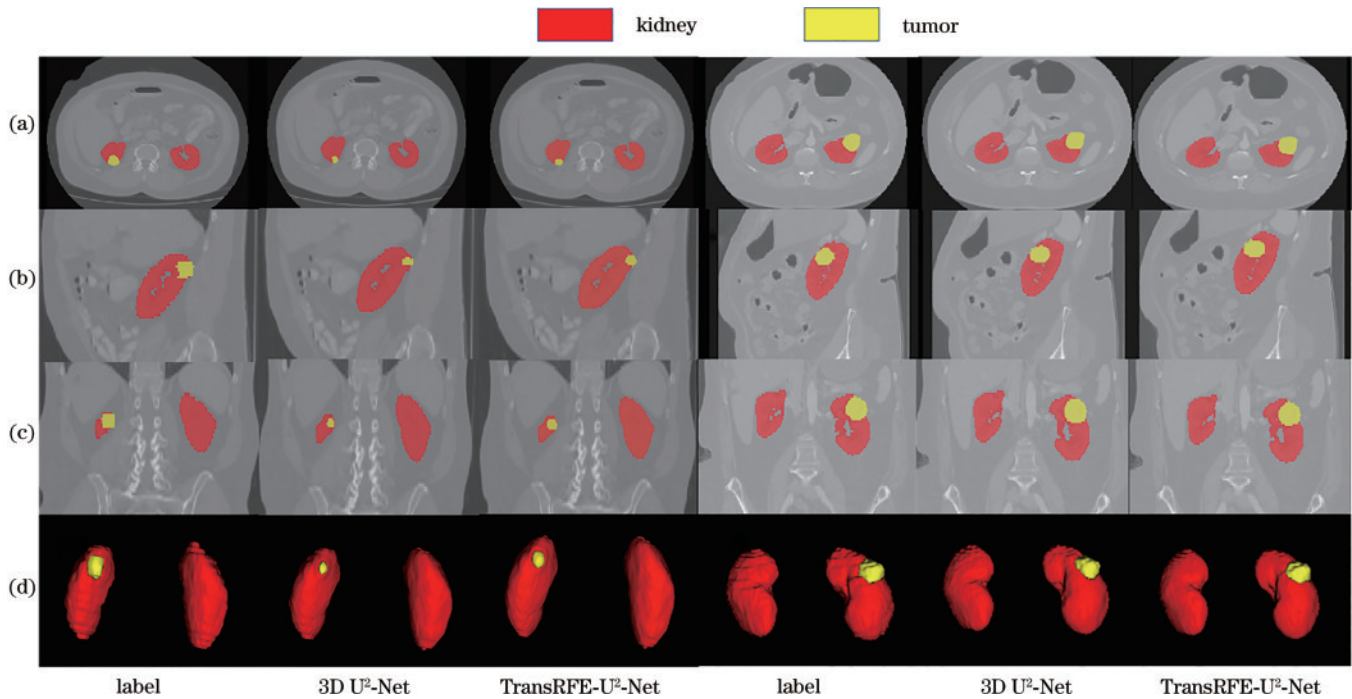 kidney
tumor
(a)
(b)
(c)
(d)
label
3D U²-Net
TransRFE-U²-Net
label
3D U²-Net
TransRFE-U²-Net